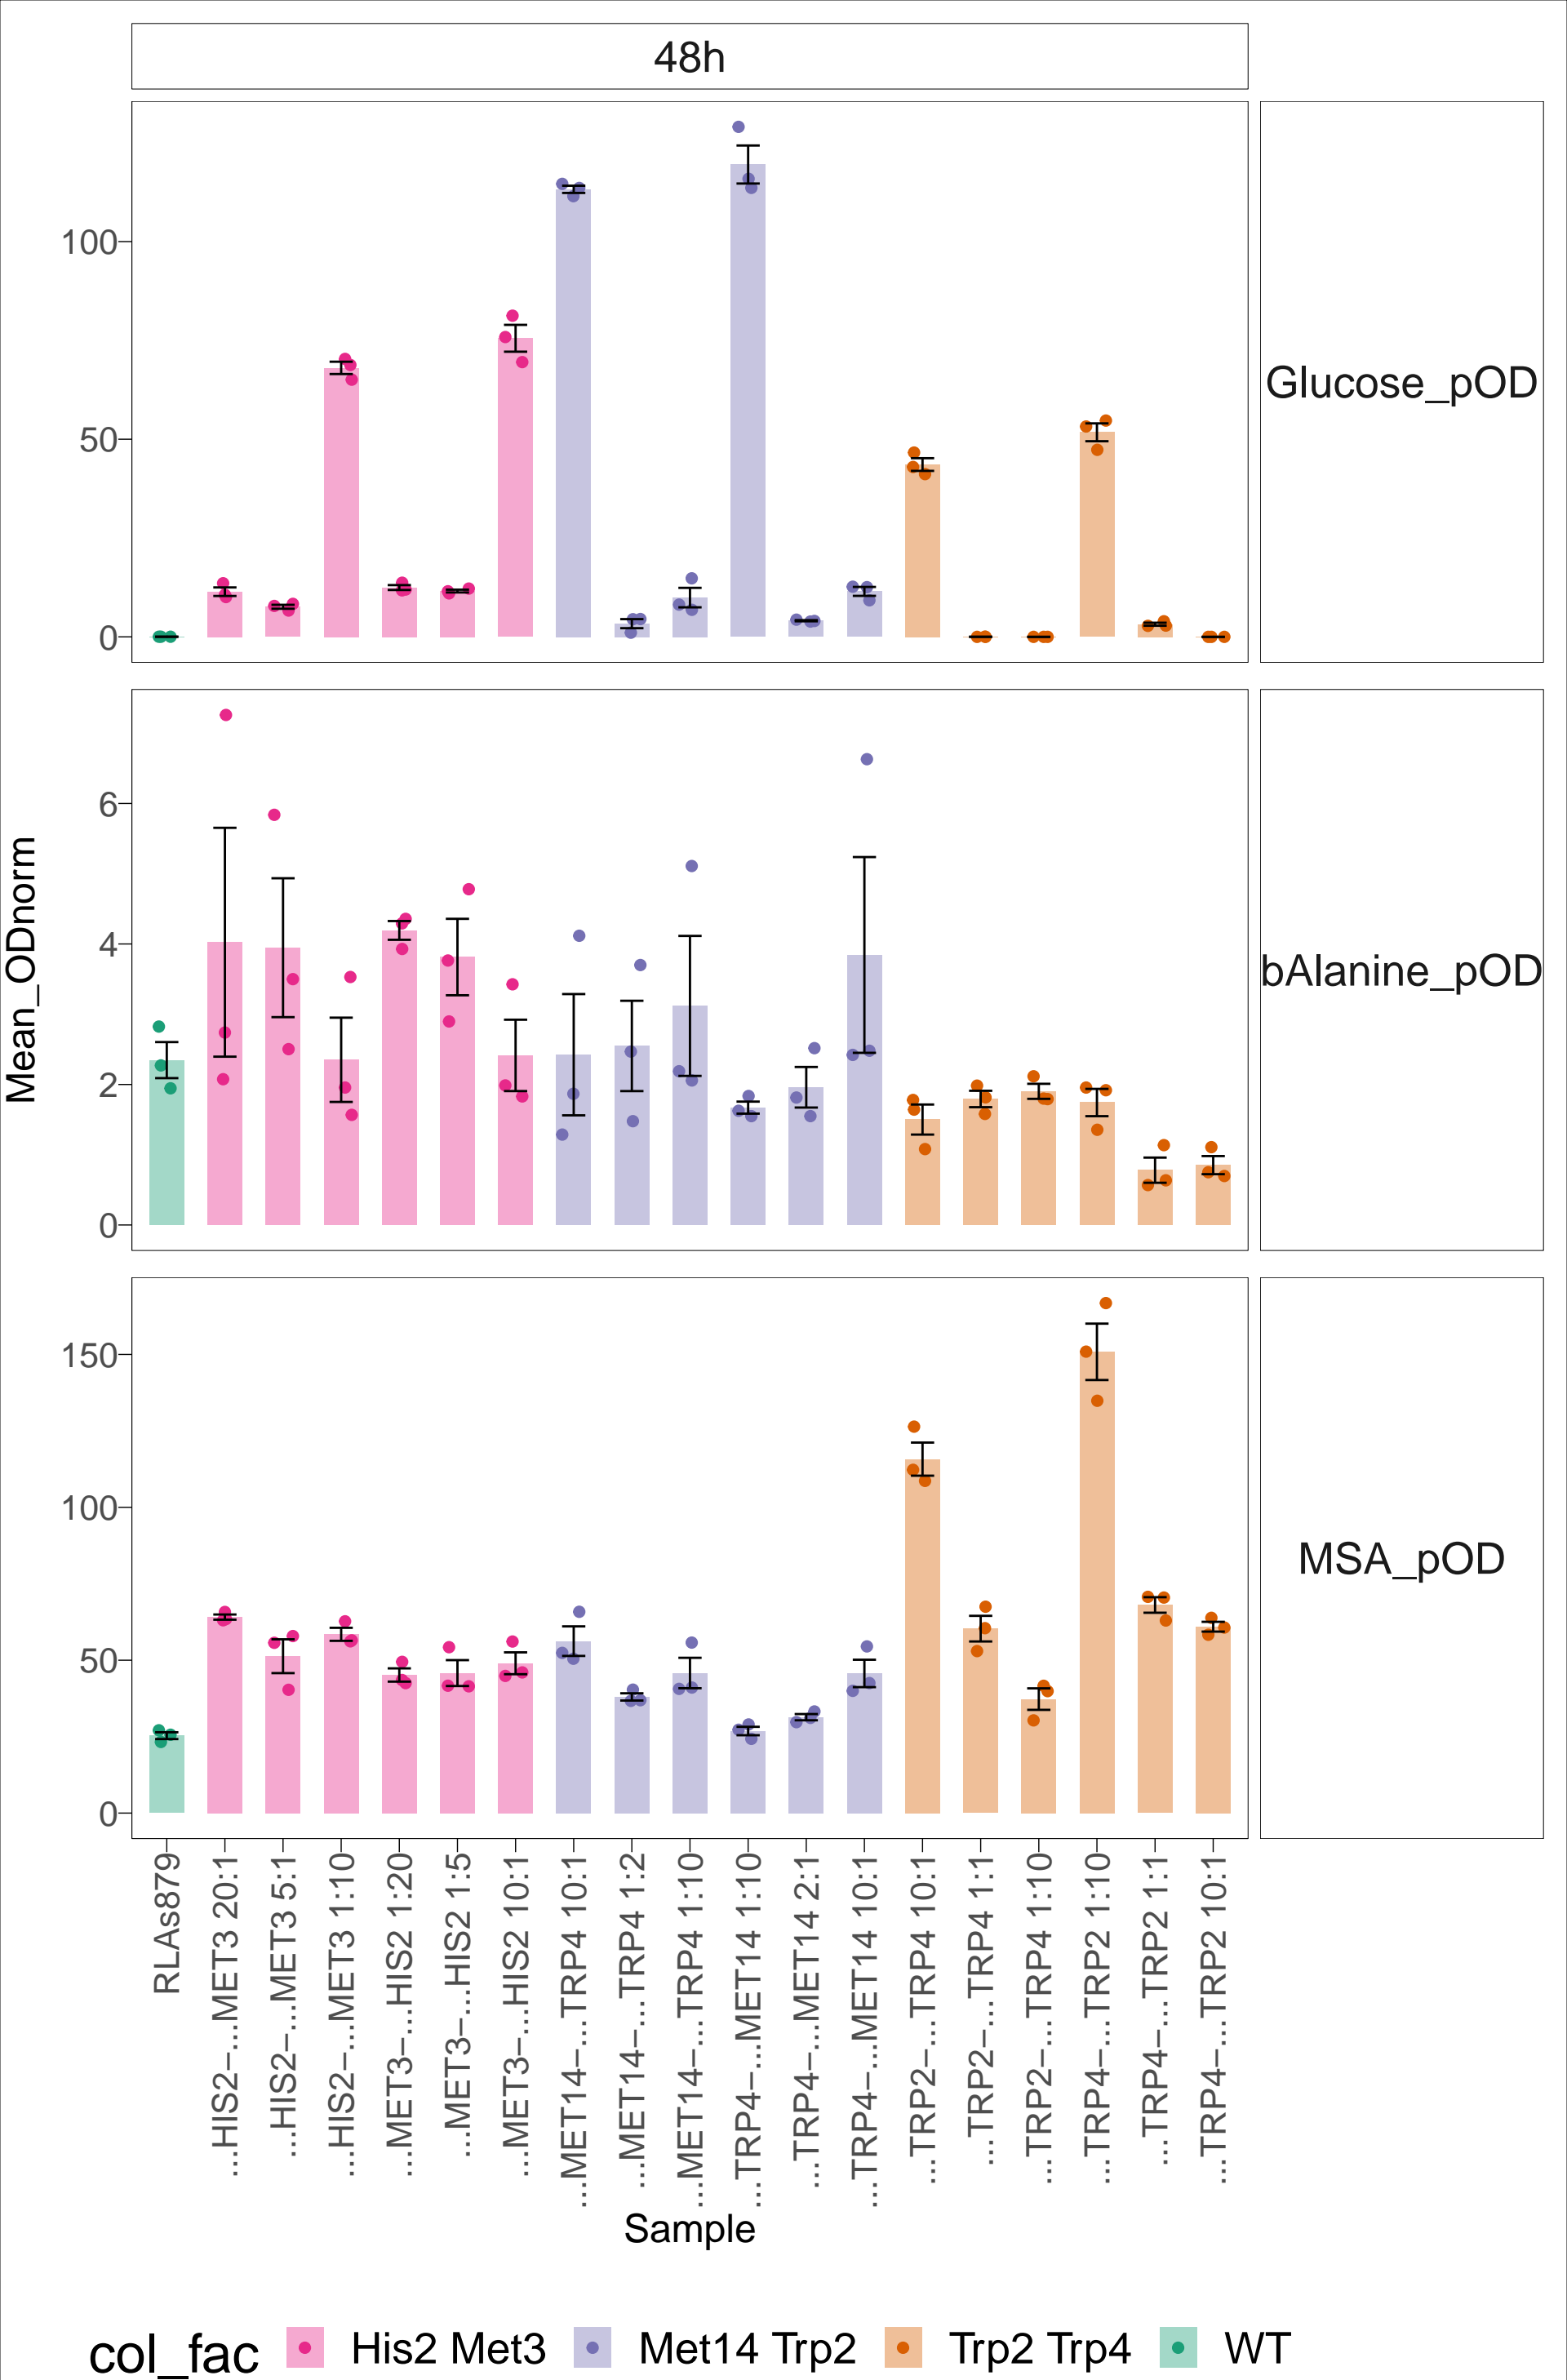 48h
100
50
0
Glucose_pOD
6
4
2
0
bAlanine_pOD
150
100
50
0
MSA_pOD
Mean_ODnorm
RLAs879
...HIS2–...MET3 20:1
...HIS2–...MET3 5:1
...HIS2–...MET3 1:10
...MET3–...HIS2 1:20
...MET3–...HIS2 1:5
...MET3–...HIS2 10:1
...MET14–...TRP4 10:1
...MET14–...TRP4 1:2
...MET14–...TRP4 1:10
...TRP4–...MET14 1:10
...TRP4–...MET14 2:1
...TRP4–...MET14 10:1
...TRP2–...TRP4 10:1
...TRP2–...TRP4 1:1
...TRP2–...TRP4 1:10
...TRP4–...TRP2 1:10
...TRP4–...TRP2 1:1
...TRP4–...TRP2 10:1
Sample
col_fac His2 Met3 Met14 Trp2 Trp2 Trp4 WT